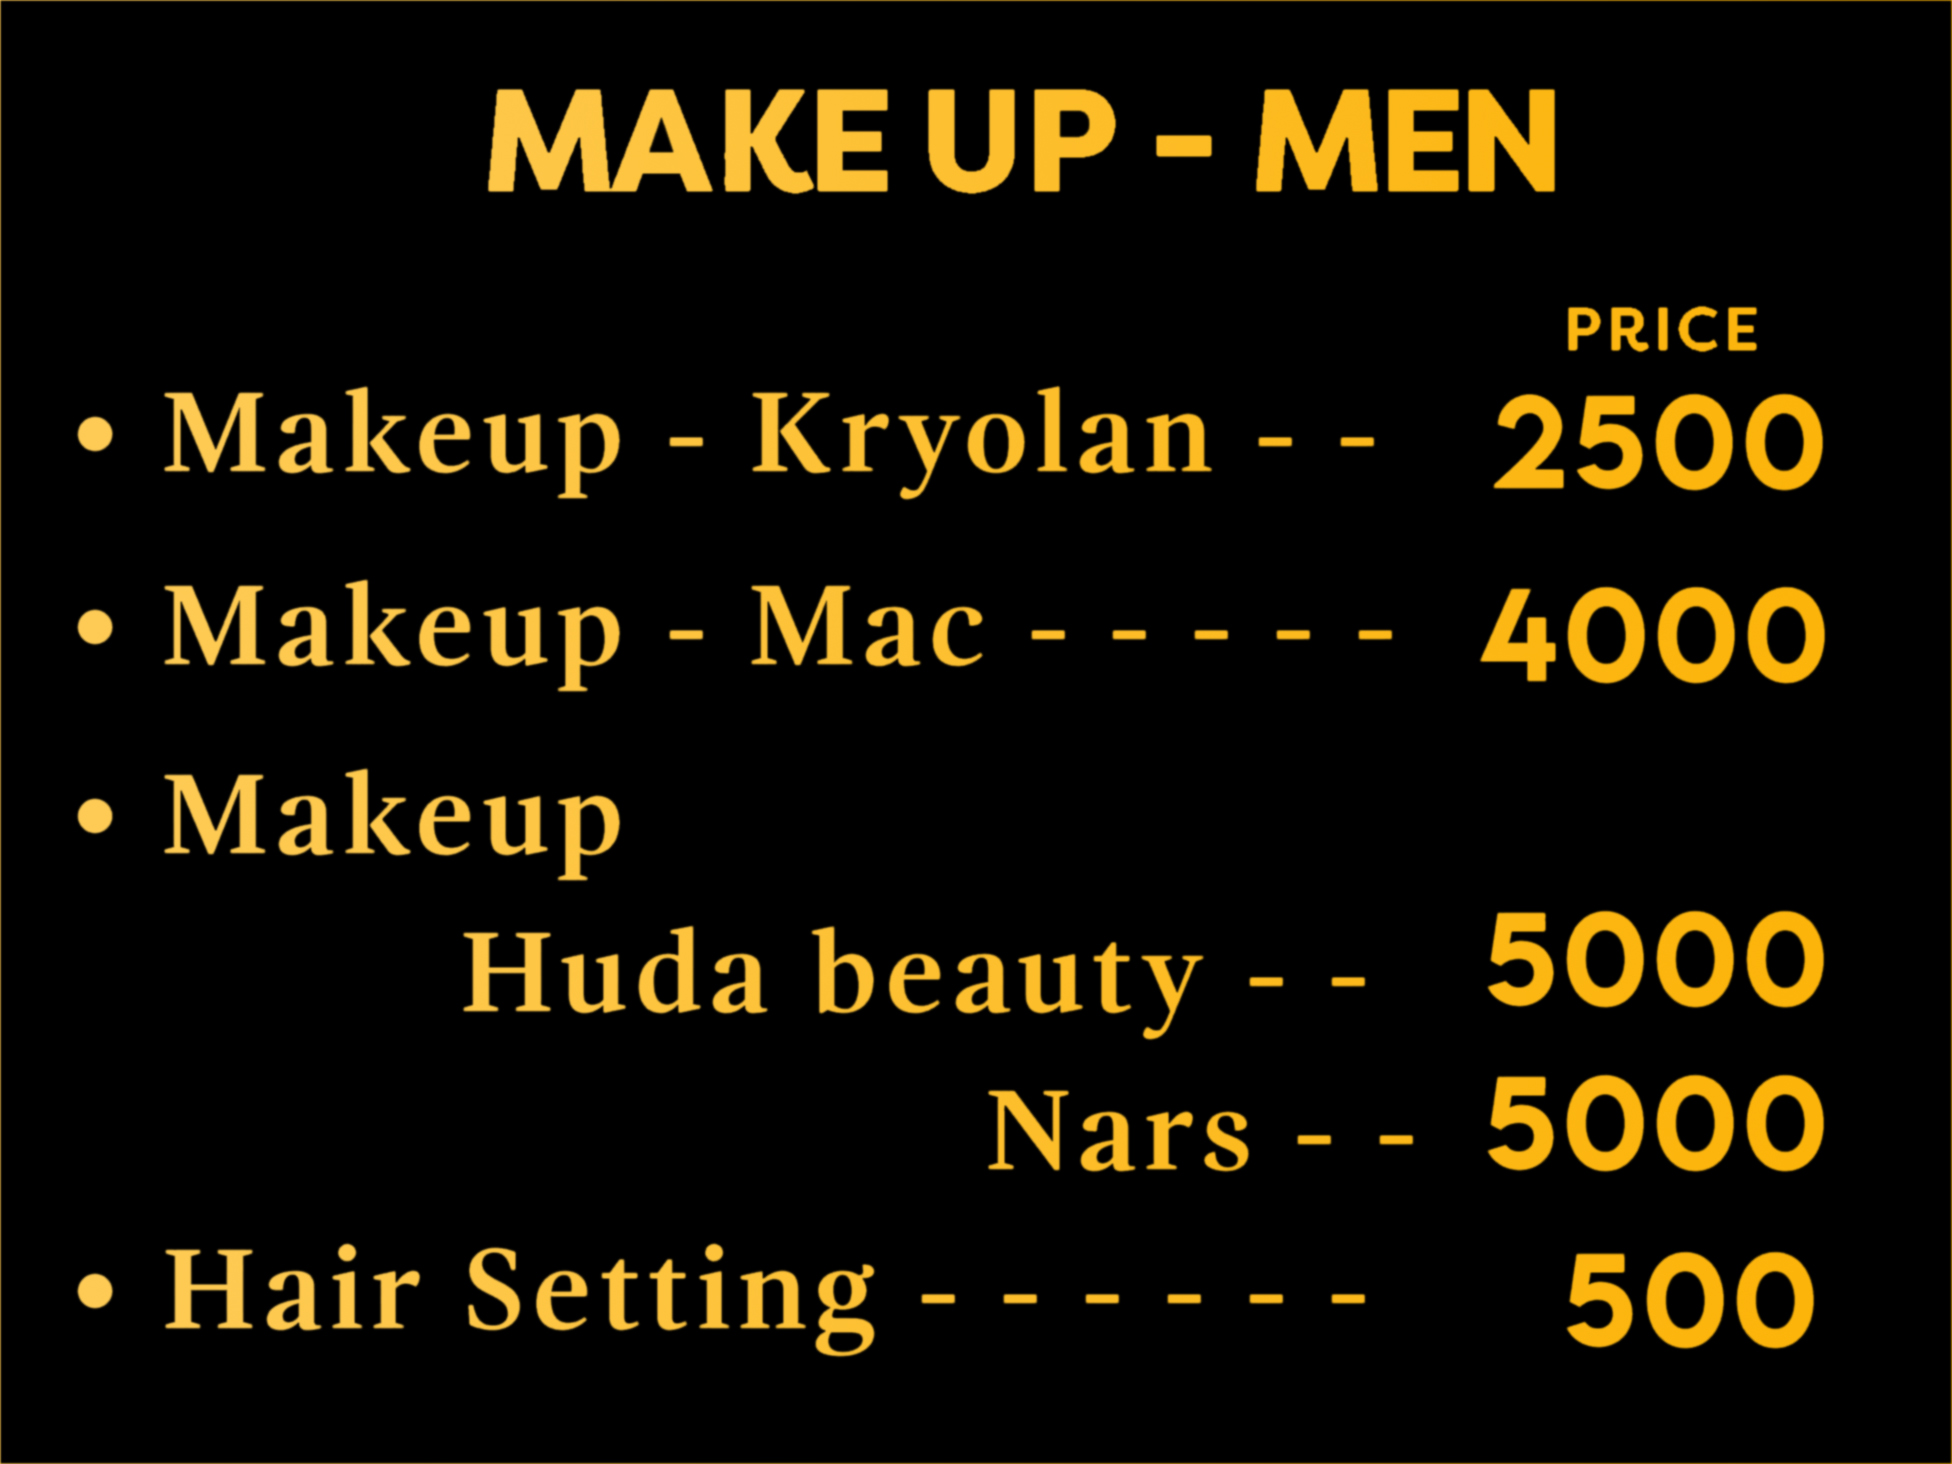 MAKE UP - MEN
PRICE
• Makeup - Kryolan - - 2500
• Makeup - Mac - - - - - 4000
• Makeup
Huda beauty - - 5000
Nars - - 5000
• Hair Setting - - - - - - 500